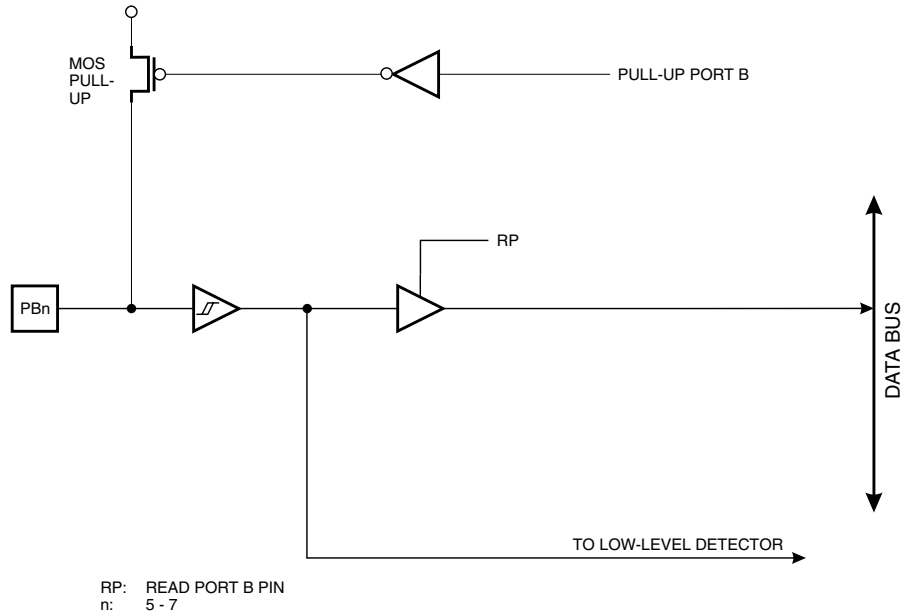 MOS
PULL-
UP
PULL-UP PORT B
RP
PBn
DATA BUS
TO LOW-LEVEL DETECTOR
RP: READ PORT B PIN
n: 5 - 7